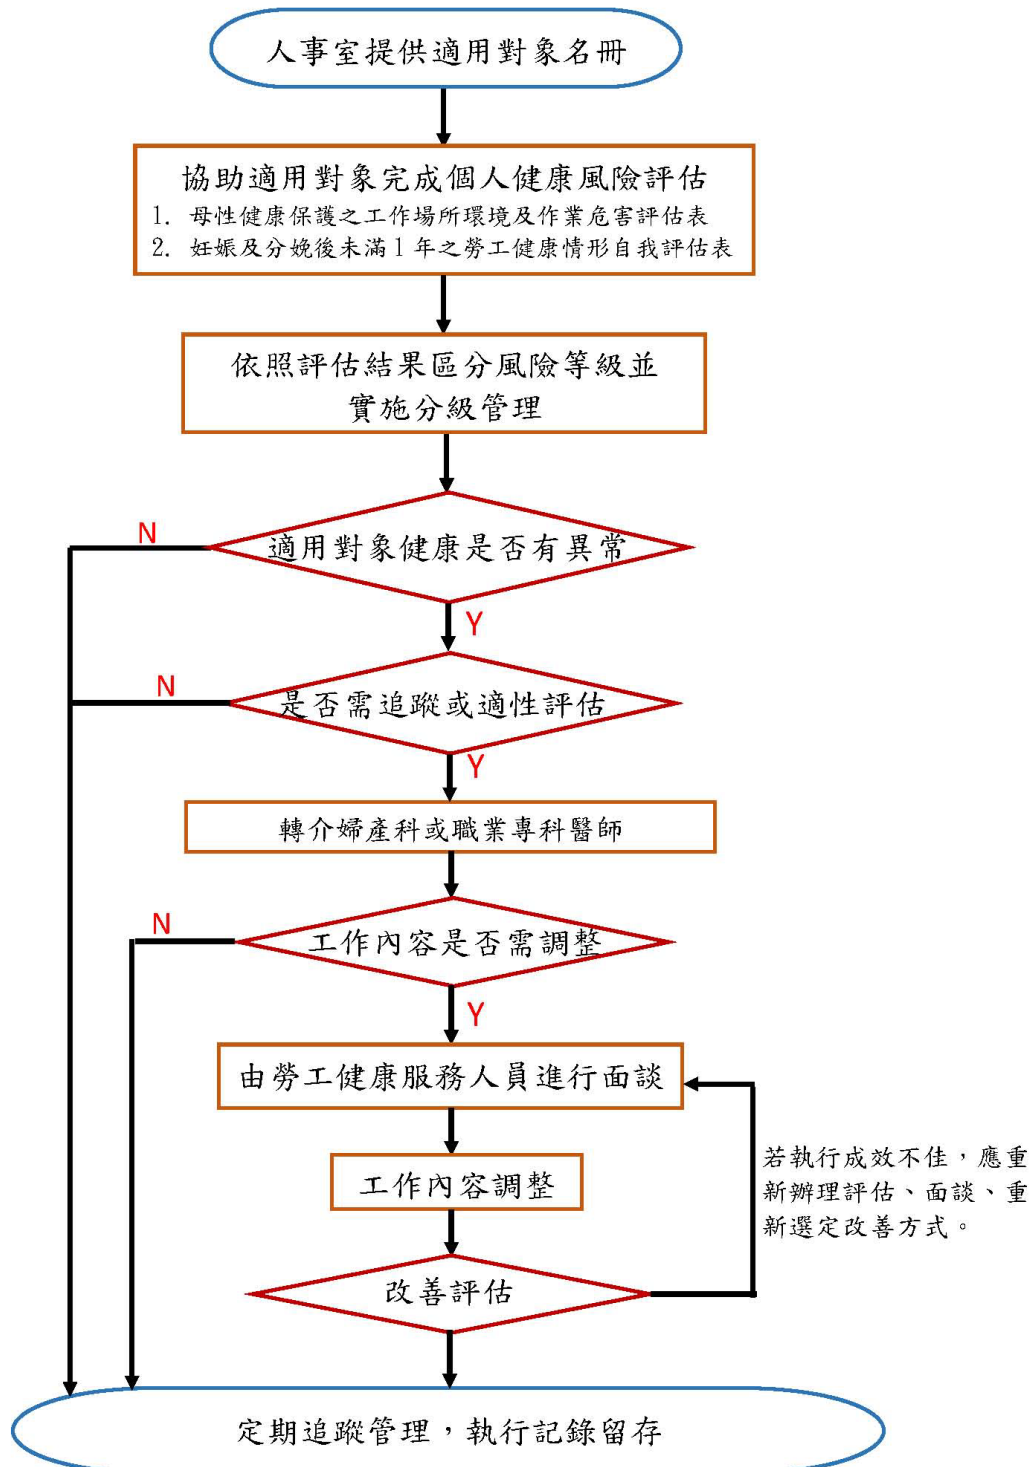 人事室提供適用對象名冊
協助適用對象完成個人健康風險評估
1. 母性健康保護之工作場所環境及作業危害評估表
2. 妊娠及分娩後未滿1年之勞工健康情形自我評估表
依照評估結果區分風險等級並
實施分級管理
N
適用對象健康是否有異常
Y
N
是否需追蹤或適性評估
Y
轉介婦產科或職業專科醫師
N
工作內容是否需調整
Y
由勞工健康服務人員進行面談
若執行成效不佳，應重
新辦理評估、面談、重
新選定改善方式。
工作內容調整
改善評估
定期追蹤管理，執行記錄留存